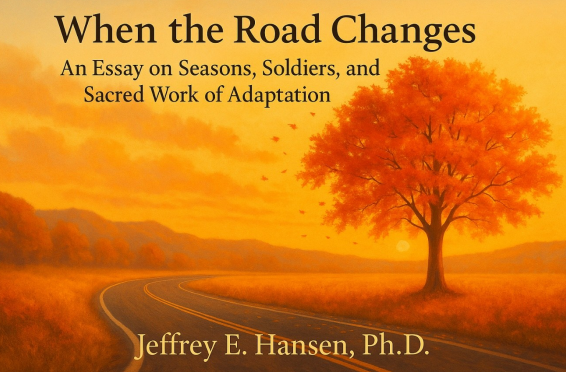 When the Road Changes
An Essay on Seasons, Soldiers, and
Sacred Work of Adaptation
Jeffrey E. Hansen, Ph.D.